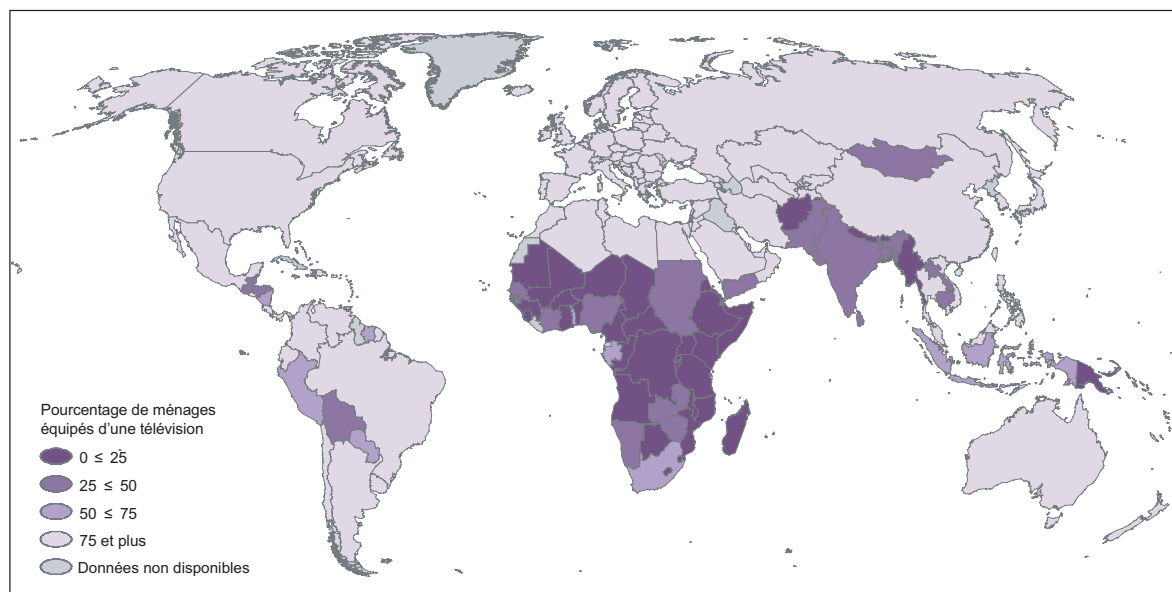 Pourcentage de ménages
équipés d'une télévision
0 ≤ 25
25 ≤ 50
50 ≤ 75
75 et plus
Données non disponibles